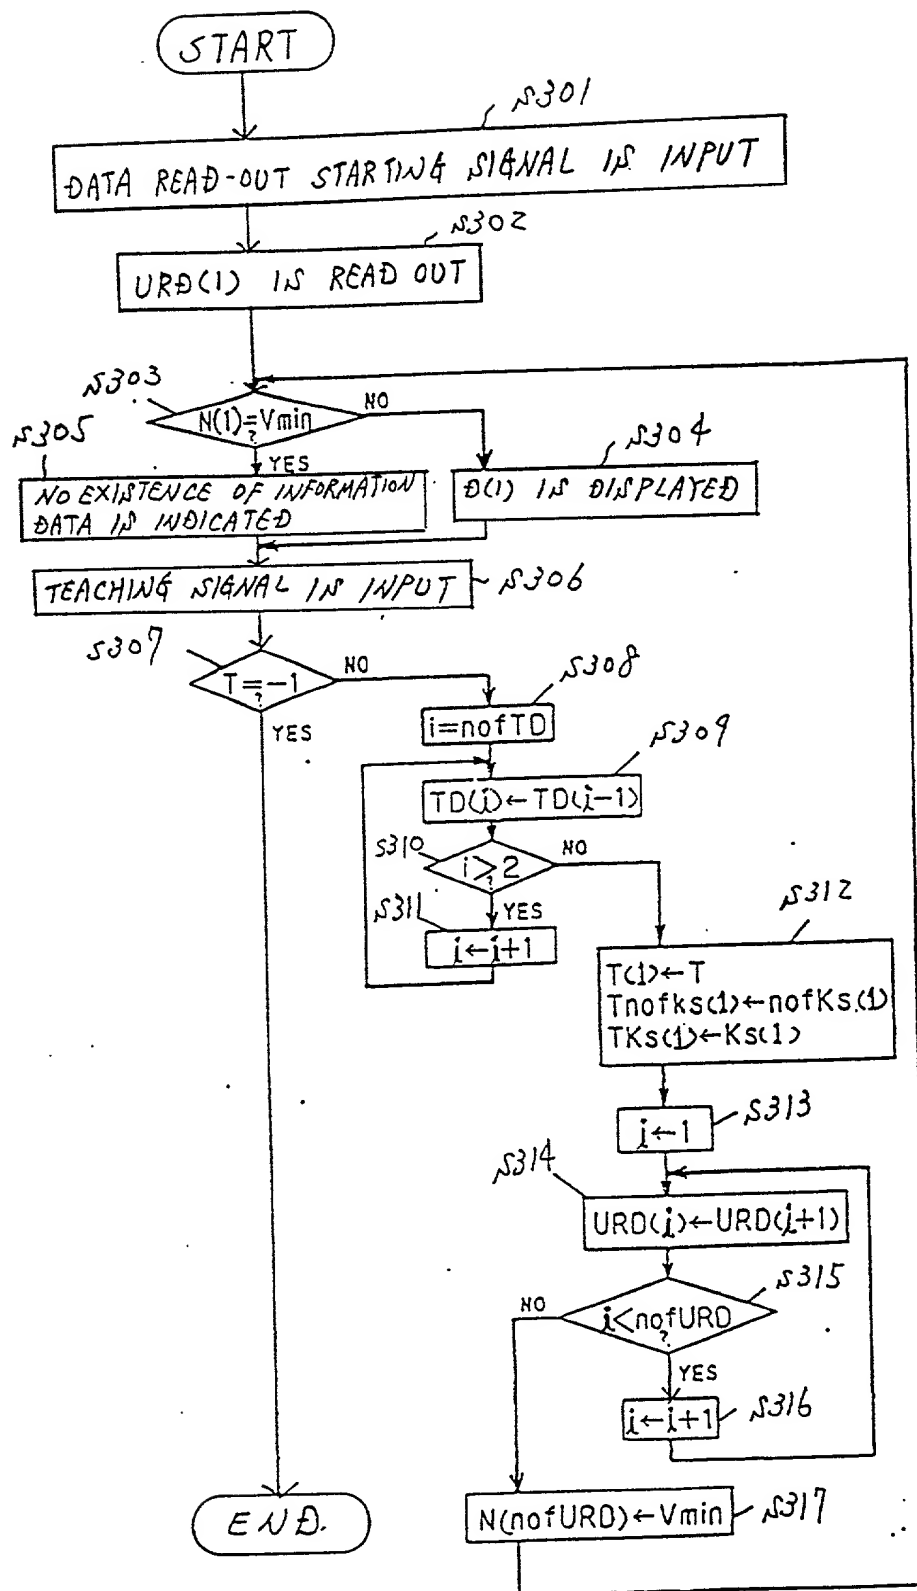 START
S301
DATA READ-OUT STARTING SIGNAL IS INPUT
S302
URD(1) IS READ OUT
S303
N(1)=Vmin
?
NO
YES
S305
NO EXISTENCE OF INFORMATION
DATA IS INDICATED
S304
D(1) IS DISPLAYED
TEACHING SIGNAL IS INPUT
S306
S307
T=-1
?
NO
YES
S308
i=nofTD
S309
TD(i)←TD(i-1)
S310
i>2
?
NO
YES
S311
i←i+1
S312
T(1)←T
Tnofks(1)←nofKs.(1)
TKs(1)←Ks(1)
S313
i←1
S314
URD(i)←URD(i+1)
S315
i<nofURD
?
NO
YES
i←i+1
S316
N(nofURD)←Vmin
S317
END.